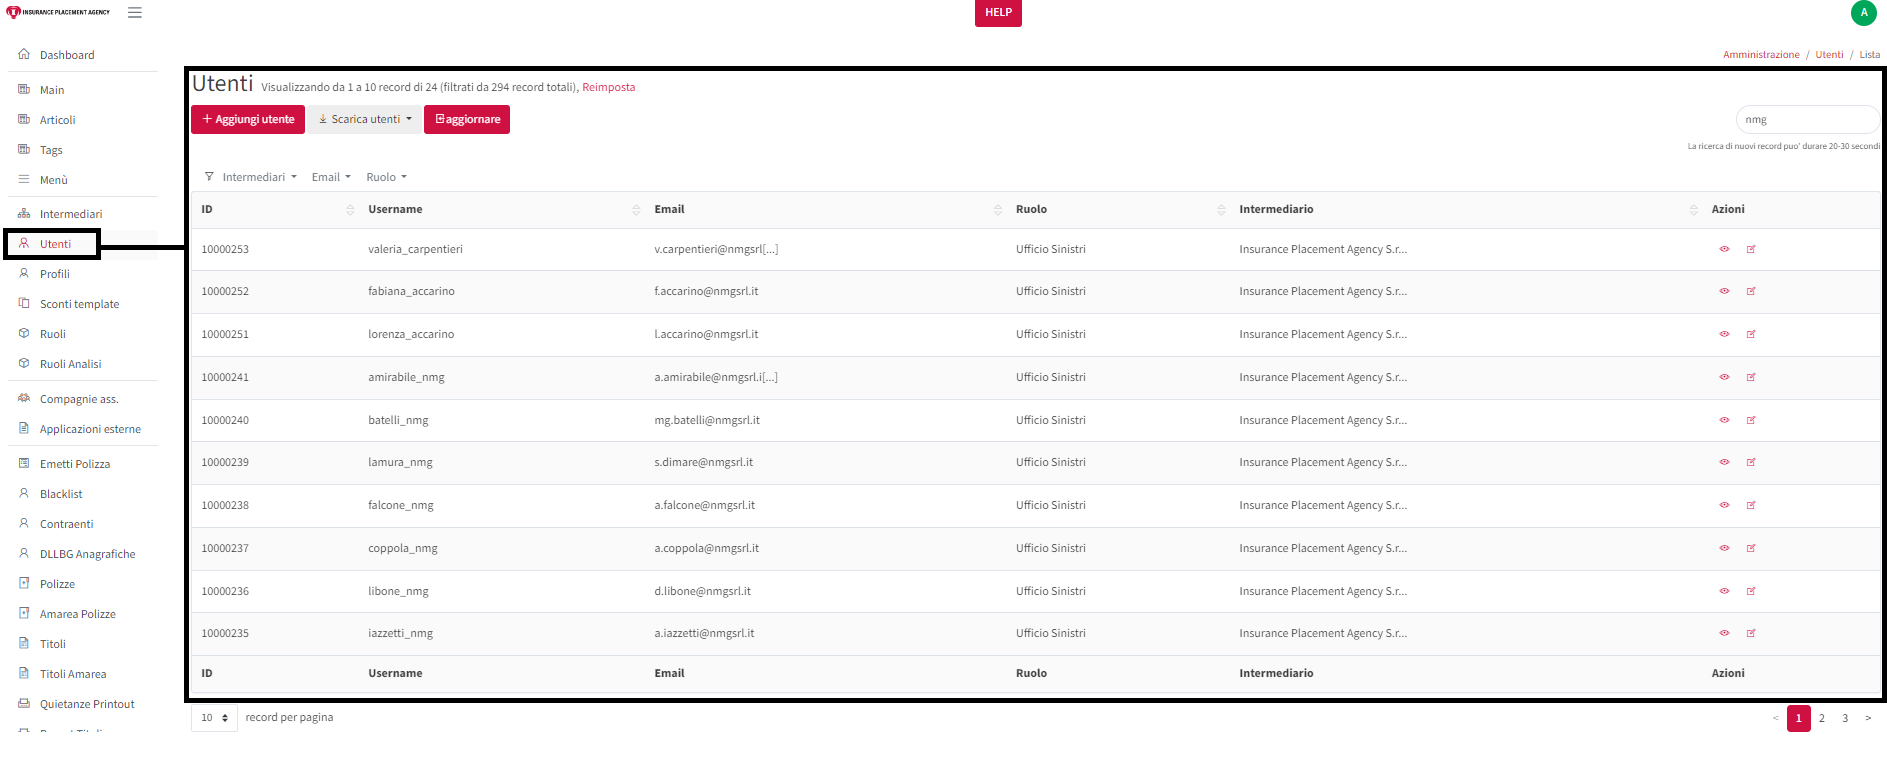 INSURANCE PLACEMENT AGENCY
HELP
A
Dashboard
Main
Articoli
Tags
Menù
Intermediari
Utenti
Profili
Sconti template
Ruoli
Ruoli Analisi
Compagnie ass.
Applicazioni esterne
Emetti Polizza
Blacklist
Contraenti
DLLBG Anagrafiche
Polizze
Amarea Polizze
Titoli
Titoli Amarea
Quietanze Printout
Amministrazione / Utenti / Lista
Utenti Visualizzando da 1 a 10 record di 24 (filtrati da 294 record totali), Reimposta
+ Aggiungi utente Scarica utenti aggiornare
nmg
La ricerca di nuovi record puo' durare 20-30 secondi
Intermediari Email Ruolo
ID Username Email Ruolo Intermediario Azioni
10000253 valeria_carpentieri v.carpentieri@nmgsrl[...] Ufficio Sinistri Insurance Placement Agency S.r...
10000252 fabiana_accarino f.accarino@nmgsrl.it Ufficio Sinistri Insurance Placement Agency S.r...
10000251 lorenza_accarino l.accarino@nmgsrl.it Ufficio Sinistri Insurance Placement Agency S.r...
10000241 amirabile_nmg a.amirabile@nmgsrl.i[...] Ufficio Sinistri Insurance Placement Agency S.r...
10000240 batelli_nmg mg.batelli@nmgsrl.it Ufficio Sinistri Insurance Placement Agency S.r...
10000239 lamura_nmg s.dimare@nmgsrl.it Ufficio Sinistri Insurance Placement Agency S.r...
10000238 falcone_nmg a.falcone@nmgsrl.it Ufficio Sinistri Insurance Placement Agency S.r...
10000237 coppola_nmg a.coppola@nmgsrl.it Ufficio Sinistri Insurance Placement Agency S.r...
10000236 libone_nmg d.libone@nmgsrl.it Ufficio Sinistri Insurance Placement Agency S.r...
10000235 iazzetti_nmg a.iazzetti@nmgsrl.it Ufficio Sinistri Insurance Placement Agency S.r...
ID Username Email Ruolo Intermediario Azioni
10 record per pagina
< 1 2 3 >